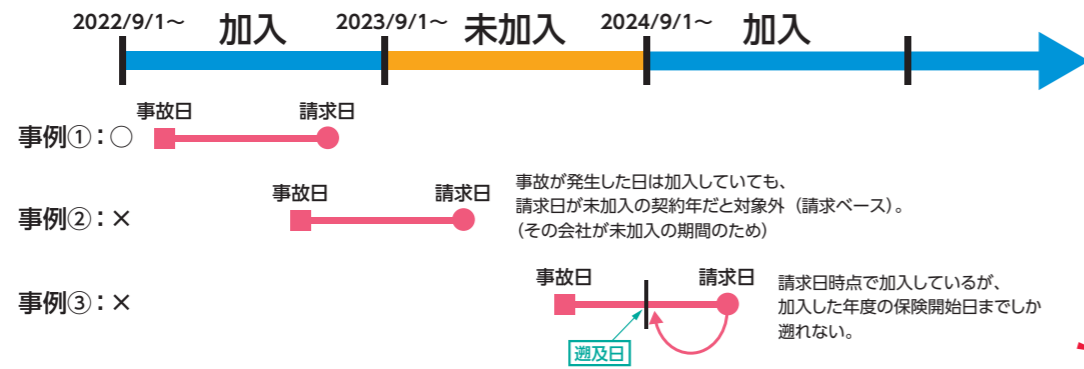 2022/9/1～ 加入 2023/9/1～ 未加入 2024/9/1～ 加入
事故日 請求日
事例①：○
事故日 請求日
事例②：×
事故が発生した日は加入していても、
請求日が未加入の契約年だと対象外（請求ベース）。
（その会社が未加入の期間のため）
事故日 請求日
事例③：×
遡及日
請求日時点で加入しているが、
加入した年度の保険開始日までしか
遡れない。